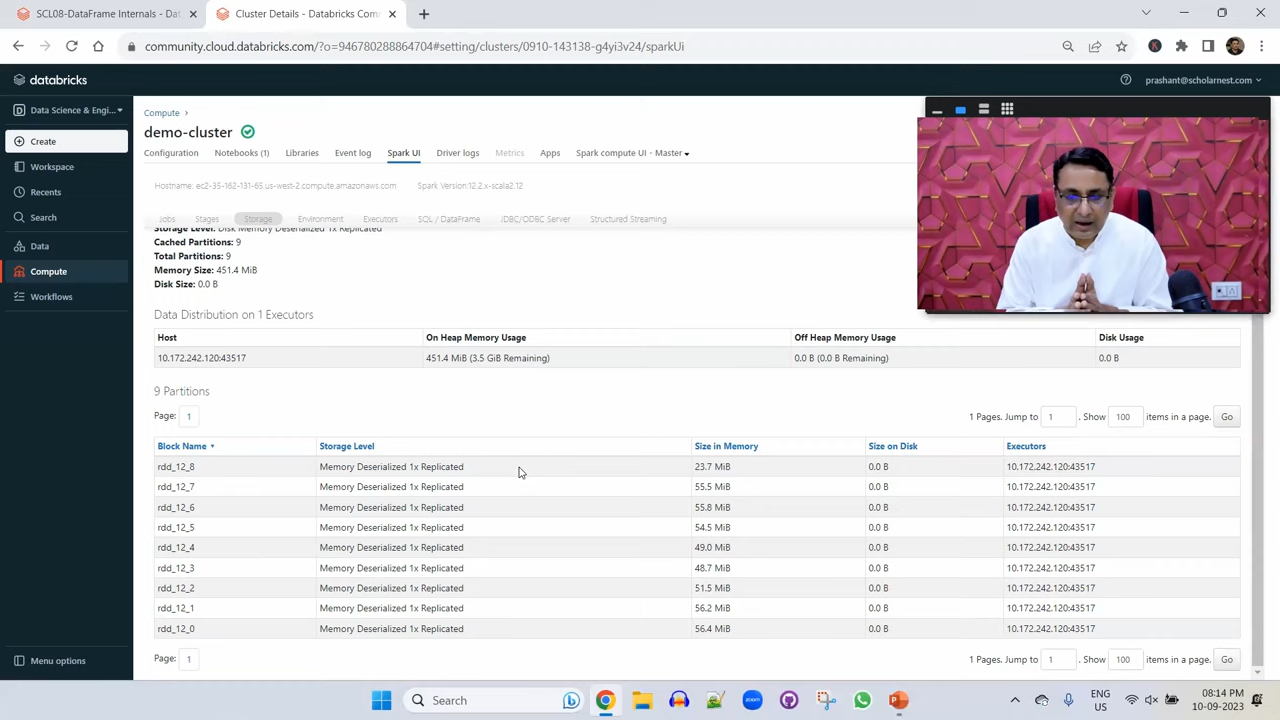 SCL08-DataFrame Internals - Dat
Cluster Details - Databricks Com
community.cloud.databricks.com/?o=946780288864704#setting/clusters/0910-143138-g4yi3v24/sparkUi
databricks
prashant@scholarnest.com
Data Science & Engi...
Create
Workspace
Recents
Search
Data
Compute
Workflows
Menu options
Compute
demo-cluster
Configuration Notebooks (1) Libraries Event log Spark UI Driver logs Metrics Apps Spark compute UI - Master
Hostname: ec2-35-162-131-65.us-west-2.compute.amazonaws.com Spark Version:12.2.x-scala2.12
Jobs Stages Storage Environment Executors SQL / DataFrame JDBC/ODBC Server Structured Streaming
Storage Level: Disk Memory Deserialized 1x Replicated
Cached Partitions: 9
Total Partitions: 9
Memory Size: 451.4 MiB
Disk Size: 0.0 B
Data Distribution on 1 Executors
Host On Heap Memory Usage Off Heap Memory Usage Disk Usage
10.172.242.120:43517 451.4 MiB (3.5 GiB Remaining) 0.0 B (0.0 B Remaining) 0.0 B
9 Partitions
Page: 1 1 Pages. Jump to 1 . Show 100 items in a page. Go
Block Name Storage Level Size in Memory Size on Disk Executors
rdd_12_8 Memory Deserialized 1x Replicated 23.7 MiB 0.0 B 10.172.242.120:43517
rdd_12_7 Memory Deserialized 1x Replicated 55.5 MiB 0.0 B 10.172.242.120:43517
rdd_12_6 Memory Deserialized 1x Replicated 55.8 MiB 0.0 B 10.172.242.120:43517
rdd_12_5 Memory Deserialized 1x Replicated 54.5 MiB 0.0 B 10.172.242.120:43517
rdd_12_4 Memory Deserialized 1x Replicated 49.0 MiB 0.0 B 10.172.242.120:43517
rdd_12_3 Memory Deserialized 1x Replicated 48.7 MiB 0.0 B 10.172.242.120:43517
rdd_12_2 Memory Deserialized 1x Replicated 51.5 MiB 0.0 B 10.172.242.120:43517
rdd_12_1 Memory Deserialized 1x Replicated 56.2 MiB 0.0 B 10.172.242.120:43517
rdd_12_0 Memory Deserialized 1x Replicated 56.4 MiB 0.0 B 10.172.242.120:43517
Page: 1 1 Pages. Jump to 1 . Show 100 items in a page. Go
Search
ENG
US
08:14 PM
10-09-2023